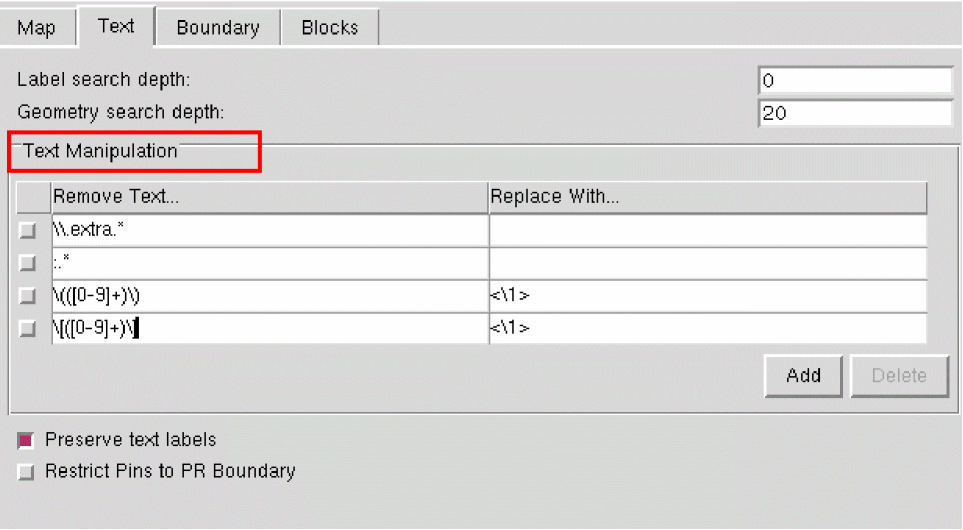 Map Text Boundary Blocks
Label search depth: 0
Geometry search depth: 20
Text Manipulation
Remove Text... Replace With...
\\.extra.*
:.*
\(([0-9]+)\) <\1>
\[([0-9]+)\] <\1>
Add Delete
Preserve text labels
Restrict Pins to PR Boundary